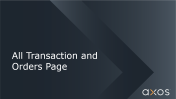 All Transaction and
Orders Page
axos